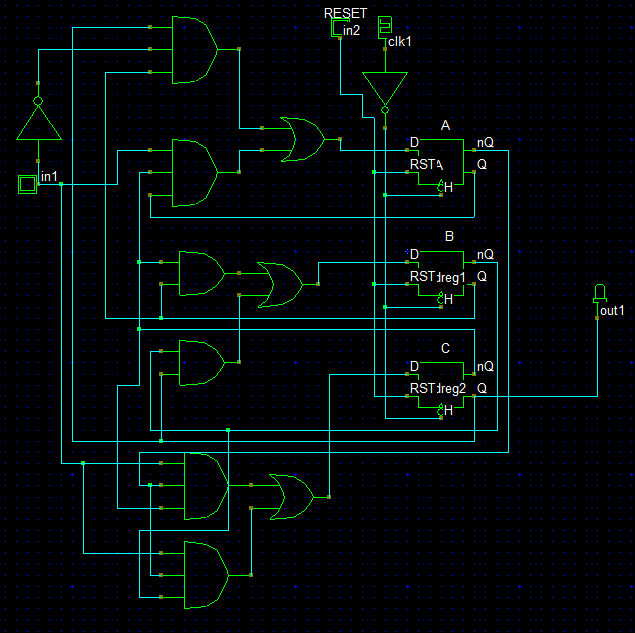 RESET
in2
clk1
in1
A
D
nQ
RST
Q
H
B
D
nQ
RST
reg1
Q
H
out1
C
D
nQ
RST
reg2
Q
H